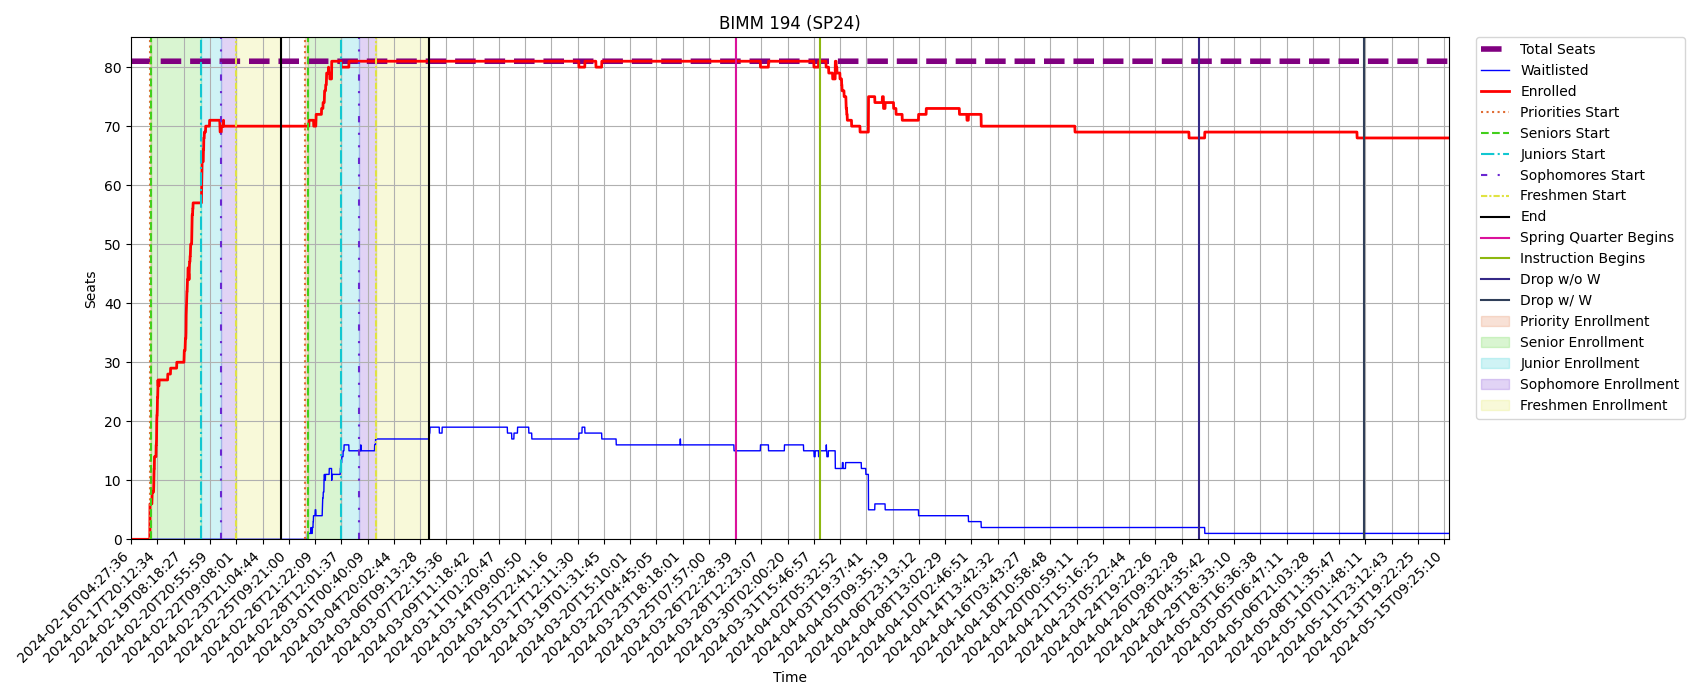 BIMM 194 (SP24)
Seats
80
70
60
50
40
30
20
10
0
2024-02-16T04:27:36
2024-02-17T20:12:34
2024-02-19T08:18:27
2024-02-20T20:55:59
2024-02-22T09:08:01
2024-02-23T21:04:44
2024-02-25T09:21:00
2024-02-26T21:22:09
2024-02-28T12:01:37
2024-03-01T00:40:09
2024-03-04T20:02:44
2024-03-06T09:13:28
2024-03-07T22:15:36
2024-03-11T11:18:42
2024-03-12T11:20:47
2024-03-14T09:00:50
2024-03-15T22:41:16
2024-03-17T12:11:30
2024-03-19T01:31:45
2024-03-20T15:10:01
2024-03-22T04:45:05
2024-03-23T18:18:01
2024-03-25T07:57:00
2024-03-26T22:28:39
2024-03-28T12:23:07
2024-03-30T02:00:20
2024-03-31T15:46:57
2024-04-02T05:32:52
2024-04-03T19:37:41
2024-04-05T09:35:19
2024-04-06T23:13:12
2024-04-08T13:02:29
2024-04-10T02:46:51
2024-04-14T13:42:32
2024-04-16T03:43:27
2024-04-18T10:58:48
2024-04-20T00:59:11
2024-04-21T15:16:25
2024-04-23T05:22:44
2024-04-24T19:22:26
2024-04-26T09:32:28
2024-04-28T04:35:42
2024-04-29T18:33:10
2024-05-03T16:36:38
2024-05-05T06:47:11
2024-05-06T21:03:28
2024-05-08T11:35:47
2024-05-10T01:48:11
2024-05-11T23:12:43
2024-05-13T19:22:25
2024-05-15T09:25:10
Time
Total Seats
Waitlisted
Enrolled
Priorities Start
Seniors Start
Juniors Start
Sophomores Start
Freshmen Start
End
Spring Quarter Begins
Instruction Begins
Drop w/o W
Drop w/ W
Priority Enrollment
Senior Enrollment
Junior Enrollment
Sophomore Enrollment
Freshmen Enrollment